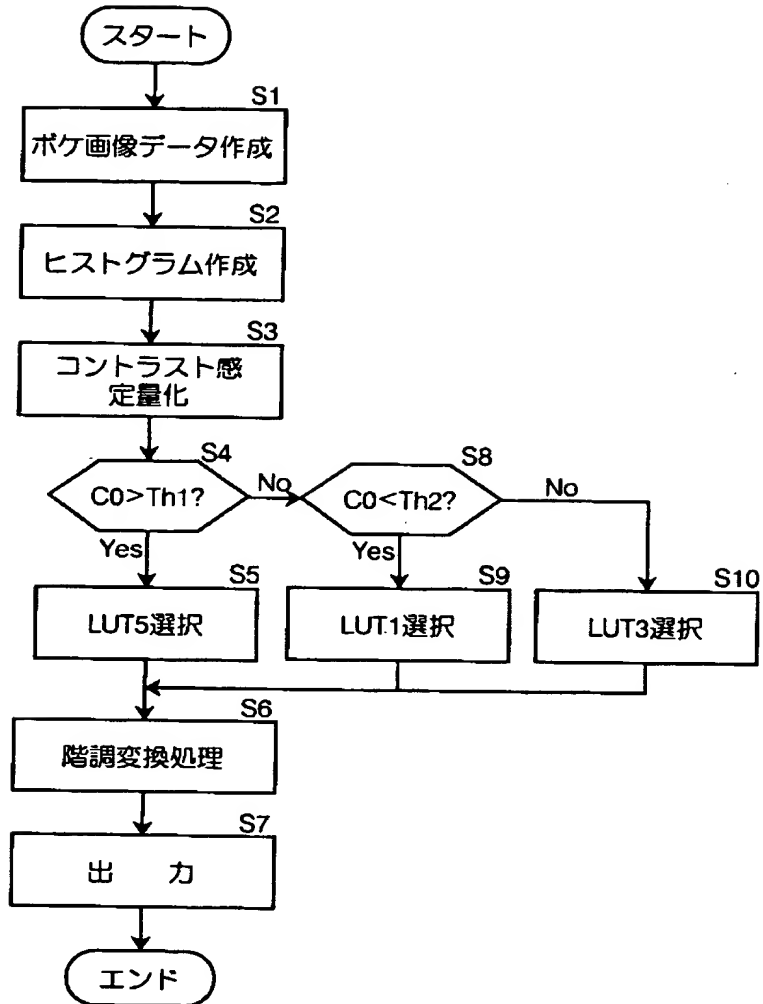 スタート
S1
ボケ画像データ作成
S2
ヒストグラム作成
S3
コントラスト感
定量化
S4
C0>Th1?
No
S8
C0<Th2?
No
Yes
Yes
S5
LUT5選択
S9
LUT1選択
S10
LUT3選択
S6
階調変換処理
S7
出 力
エンド